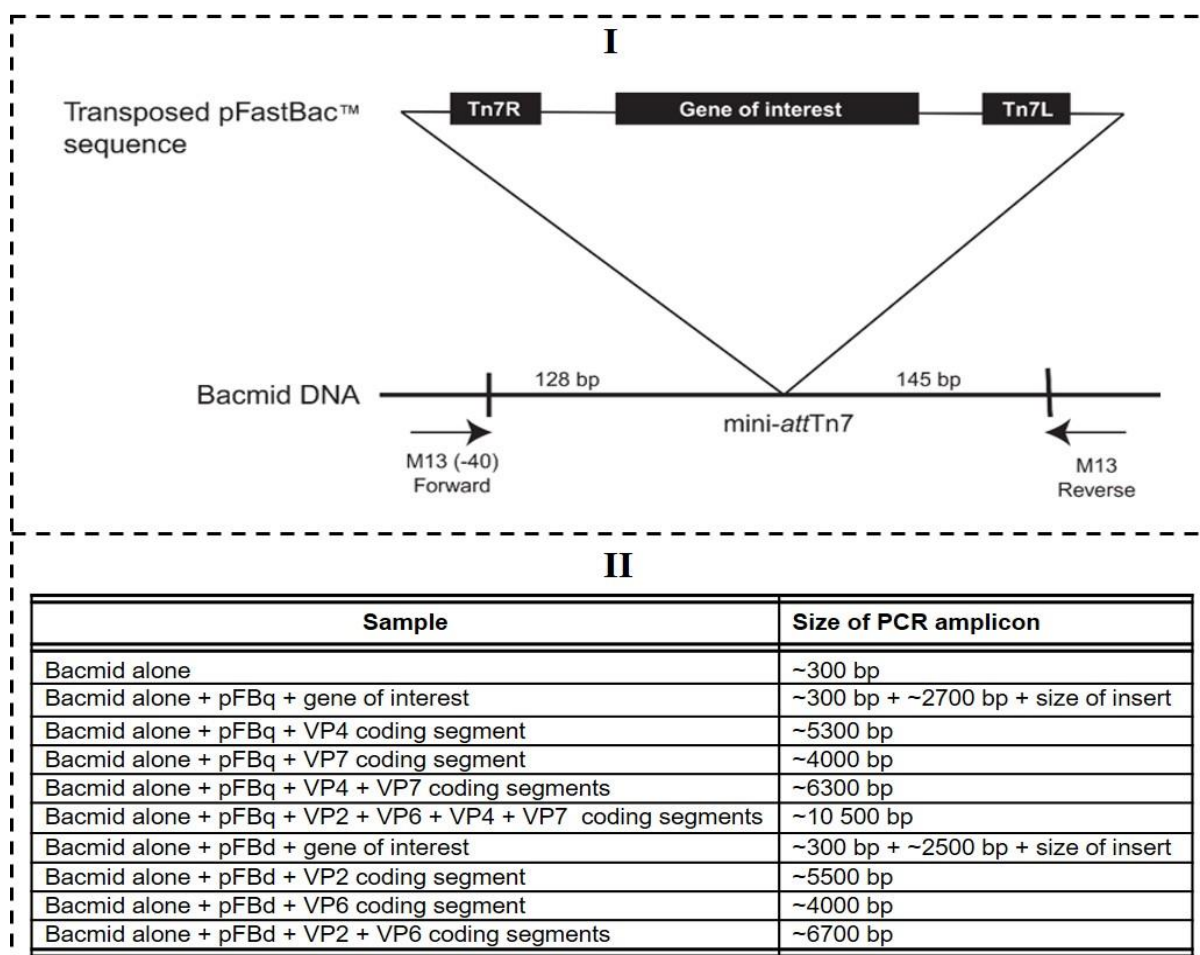 I
Transposed pFastBac™
sequence
Tn7R
Gene of interest
Tn7L
Bacmid DNA
128 bp
145 bp
mini-attTn7
M13 (-40)
Forward
M13
Reverse
II
Sample Size of PCR amplicon
Bacmid alone ~300 bp
Bacmid alone + pFBq + gene of interest ~300 bp + ~2700 bp + size of insert
Bacmid alone + pFBq + VP4 coding segment ~5300 bp
Bacmid alone + pFBq + VP7 coding segment ~4000 bp
Bacmid alone + pFBq + VP4 + VP7 coding segments ~6300 bp
Bacmid alone + pFBq + VP2 + VP6 + VP4 + VP7 coding segments ~10 500 bp
Bacmid alone + pFBd + gene of interest ~300 bp + ~2500 bp + size of insert
Bacmid alone + pFBd + VP2 coding segment ~5500 bp
Bacmid alone + pFBd + VP6 coding segment ~4000 bp
Bacmid alone + pFBd + VP2 + VP6 coding segments ~6700 bp